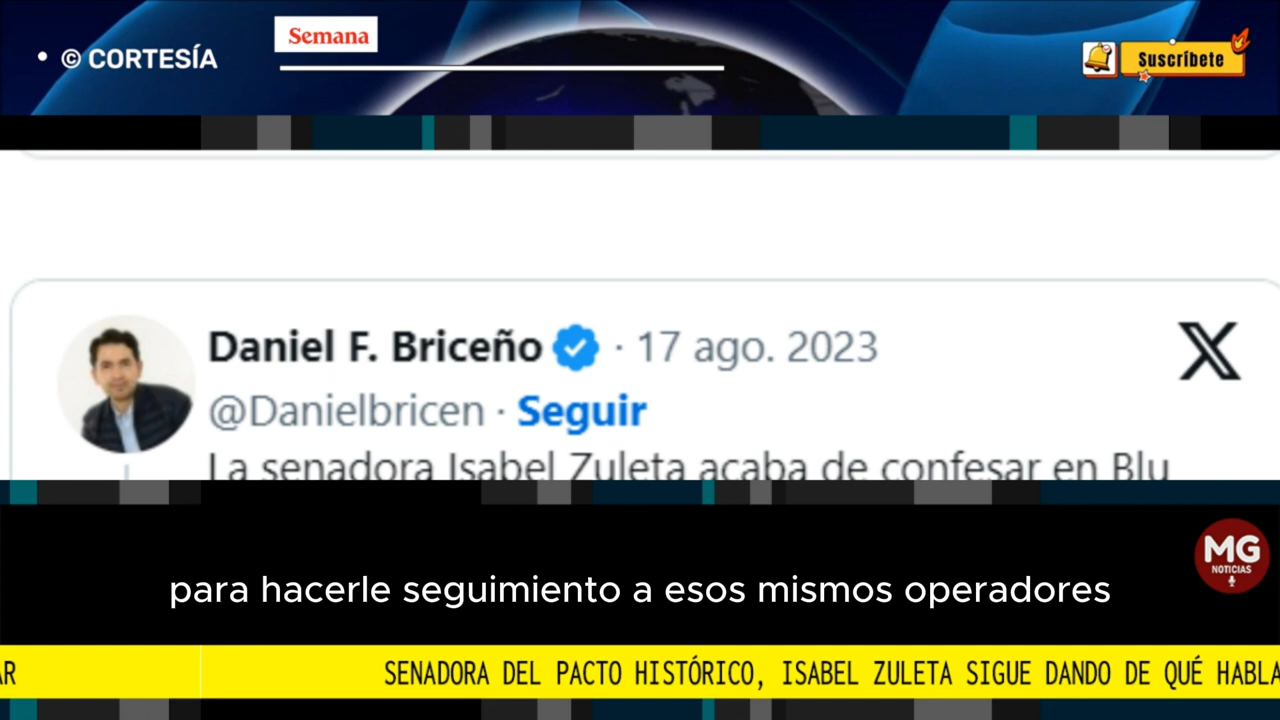 • © CORTESÍA
Semana
Suscríbete
Daniel F. Briceño · 17 ago. 2023
@Danielbricen · Seguir
La senadora Isabel Zuleta acaba de confesar en Blu
para hacerle seguimiento a esos mismos operadores
MG
NOTICIAS
AR SENADORA DEL PACTO HISTÓRICO, ISABEL ZULETA SIGUE DANDO DE QUÉ HABLA